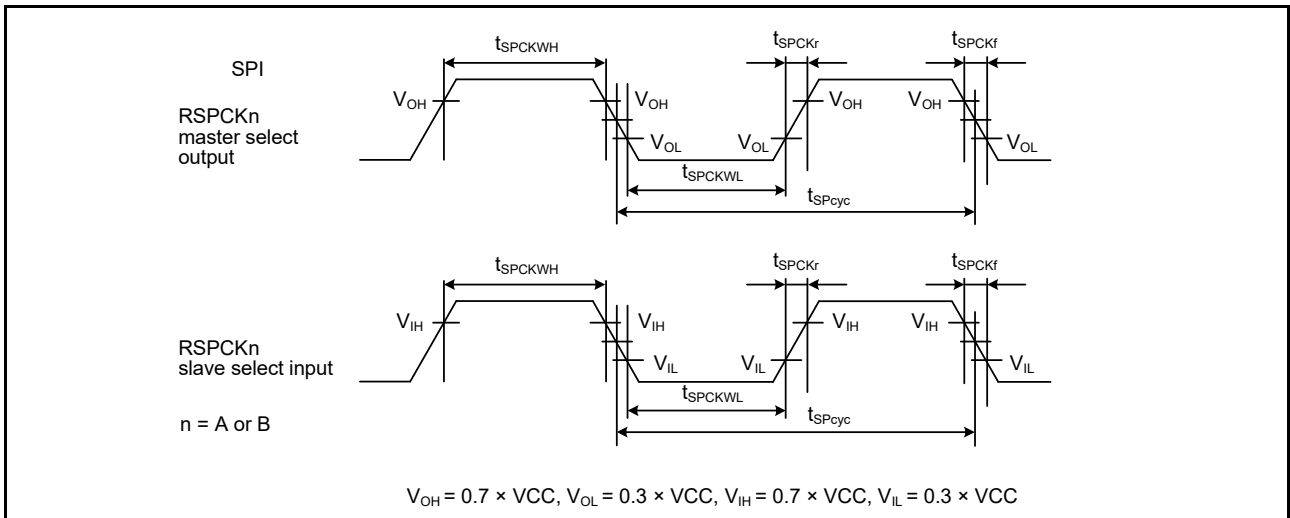 tSPCKWH
tSPCKr
tSPCKf
SPI
VOH
VOH
VOH
VOH
RSPCKn
master select
output
VOL
VOL
VOL
tSPCKWL
tSPcyc
tSPCKWH
tSPCKr
tSPCKf
VIH
VIH
VIH
VIH
RSPCKn
slave select input
VIL
VIL
VIL
tSPCKWL
tSPcyc
n = A or B
VOH = 0.7 × VCC, VOL = 0.3 × VCC, VIH = 0.7 × VCC, VIL = 0.3 × VCC